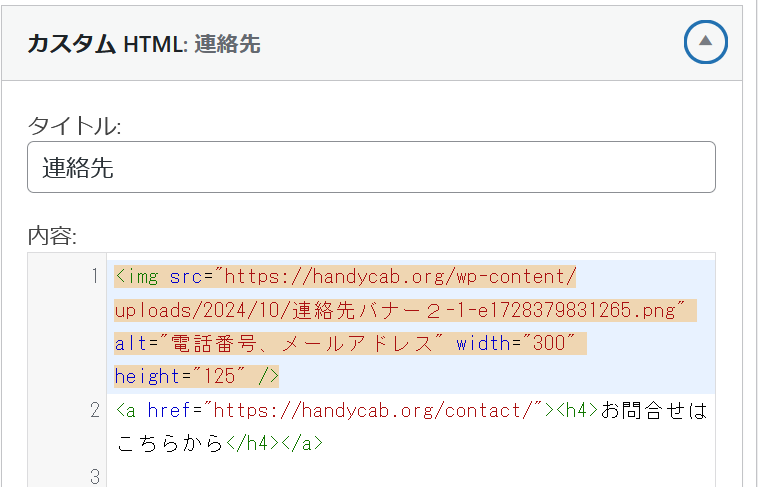 カスタム HTML: 連絡先
タイトル:
連絡先
内容:
1 <img src="https://handycab.org/wp-content/
uploads/2024/10/連絡先バナー２-1-e1728379831265.png"
alt="電話番号、メールアドレス" width="300"
height="125" />
2 <a href="https://handycab.org/contact/"><h4>お問合せは
こちらから</h4></a>
3